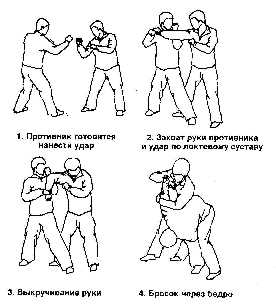 1. Противник готовится
нанести удар
2. Захват руки противника
и удар по локтевому суставу
3. Выкручивание руки
4. Бросок через бедро